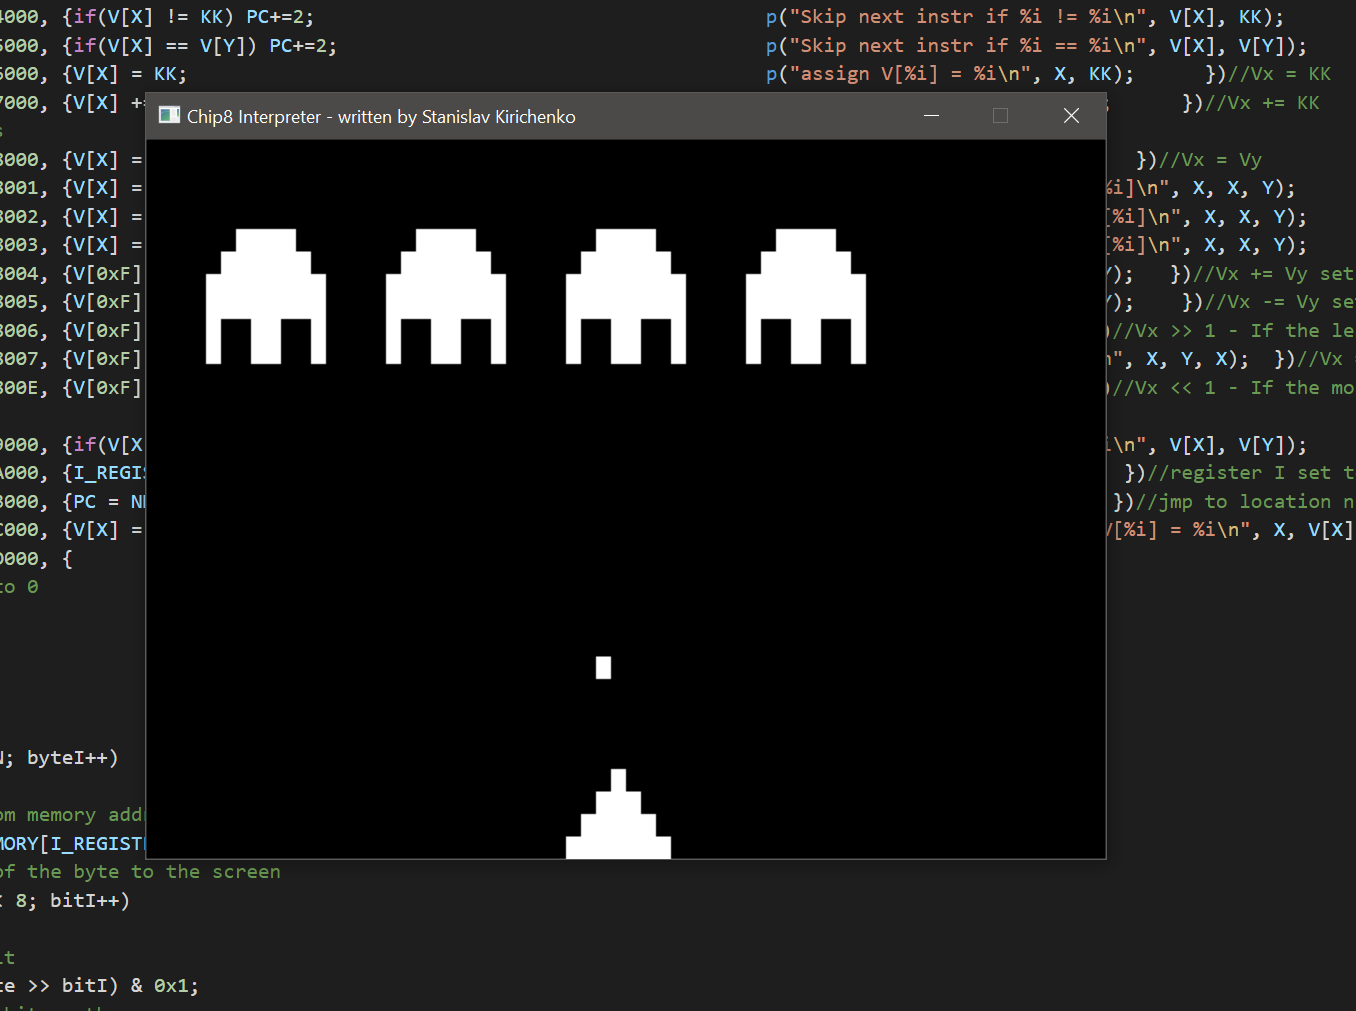 4000, {if(V[X] != KK) PC+=2; p("Skip next instr if %i != %i\n", V[X], KK);
5000, {if(V[X] == V[Y]) PC+=2; p("Skip next instr if %i == %i\n", V[X], V[Y]);
6000, {V[X] = KK; p("assign V[%i] = %i\n", X, KK); })//Vx = KK
7000, {V[X] += })//Vx += KK
Chip8 Interpreter - written by Stanislav Kirichenko
8000, {V[X] = })//Vx = Vy
8001, {V[X] = %i]\n", X, X, Y);
8002, {V[X] = [%i]\n", X, X, Y);
8003, {V[X] = [%i]\n", X, X, Y);
8004, {V[0xF] ); })//Vx += Vy set
8005, {V[0xF] ); })//Vx -= Vy se
8006, {V[0xF] )//Vx >> 1 - If the le
8007, {V[0xF] \n", X, Y, X); })//Vx
800E, {V[0xF] )//Vx << 1 - If the mo
9000, {if(V[X \n", V[X], V[Y]);
A000, {I_REGIS })//register I set t
B000, {PC = N })//jmp to location n
C000, {V[X] = V[%i] = %i\n", X, V[X]
D000, {
to 0
; byteI++)
om memory add
MORY[I_REGISTE
of the byte to the screen
< 8; bitI++)
it
te >> bitI) & 0x1;